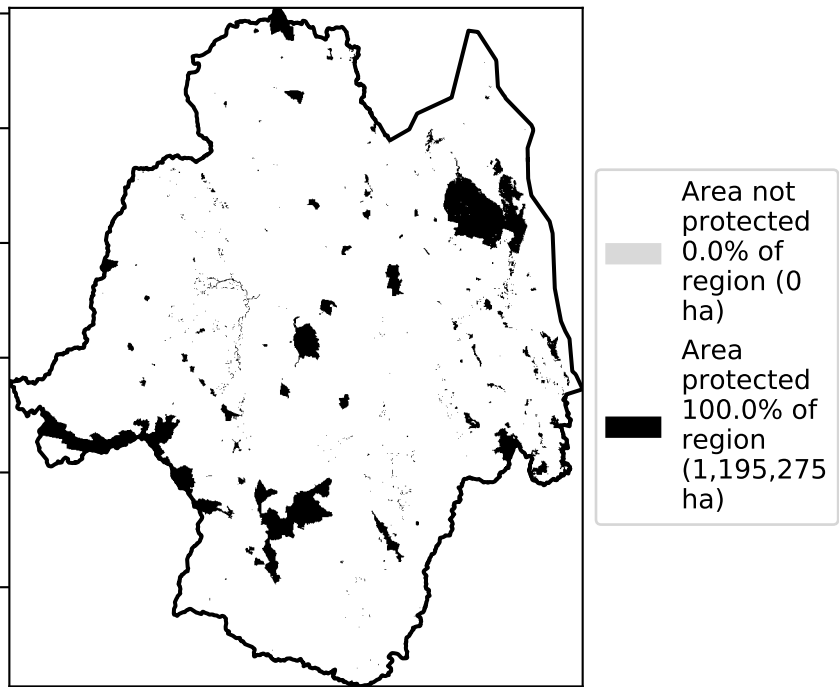 Area not
protected
0.0% of
region (0
ha)
Area
protected
100.0% of
region
(1,195,275
ha)